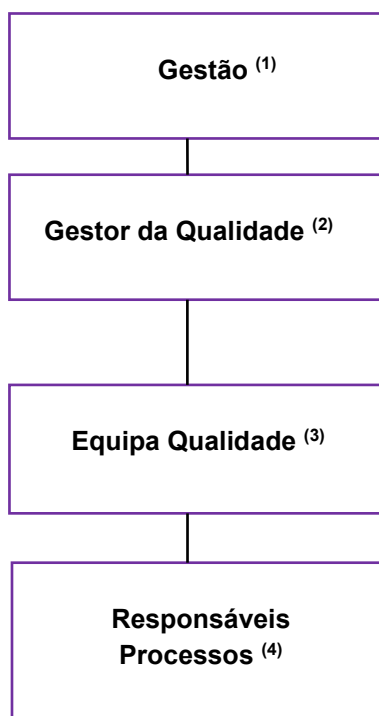 Gestão (1)
Gestor da Qualidade (2)
Equipa Qualidade (3)
Responsáveis
Processos (4)